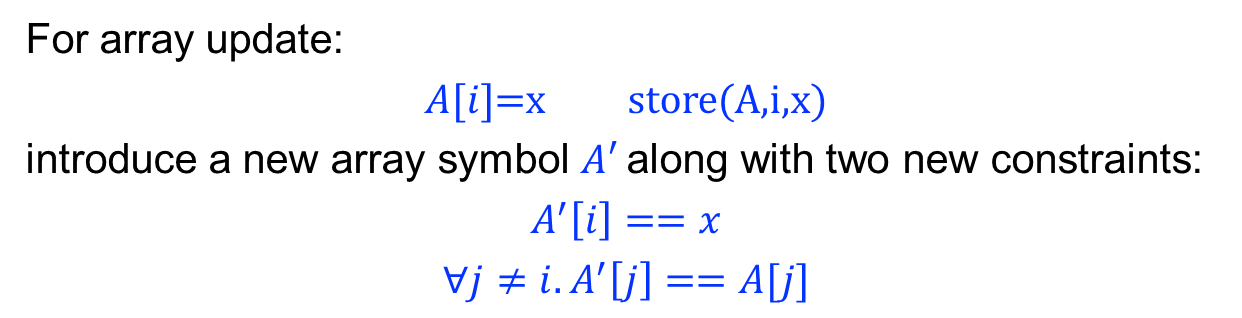 For array update:
A[i]=x store(A,i,x)
introduce a new array symbol A′ along with two new constraints:
A′[i] == x
∀j ≠ i. A′[j] == A[j]